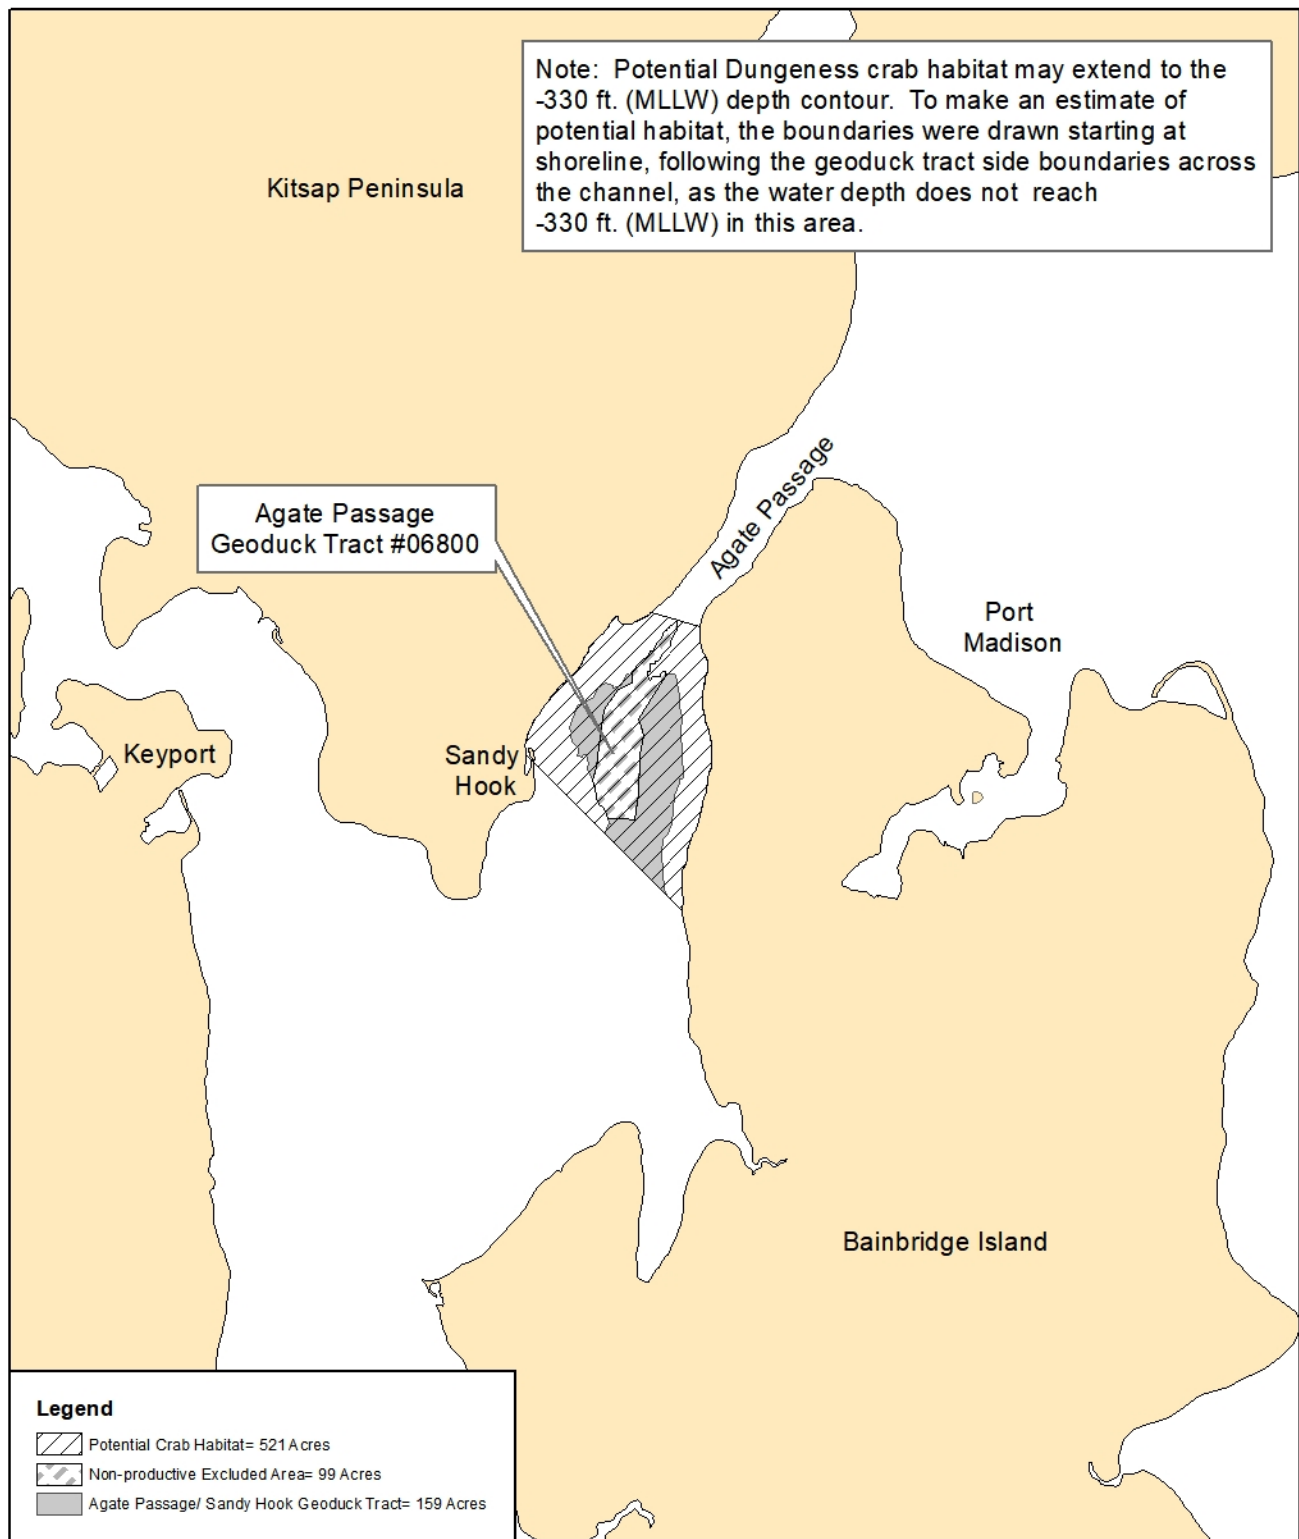 Note: Potential Dungeness crab habitat may extend to the
-330 ft. (MLLW) depth contour. To make an estimate of
potential habitat, the boundaries were drawn starting at
shoreline, following the geoduck tract side boundaries across
the channel, as the water depth does not reach
-330 ft. (MLLW) in this area.
Kitsap Peninsula
Agate Passage
Agate Passage
Geoduck Tract #06800
Port
Madison
Keyport
Sandy
Hook
Bainbridge Island
Legend
Potential Crab Habitat= 521 Acres
Non-productive Excluded Area= 99 Acres
Agate Passage/ Sandy Hook Geoduck Tract= 159 Acres